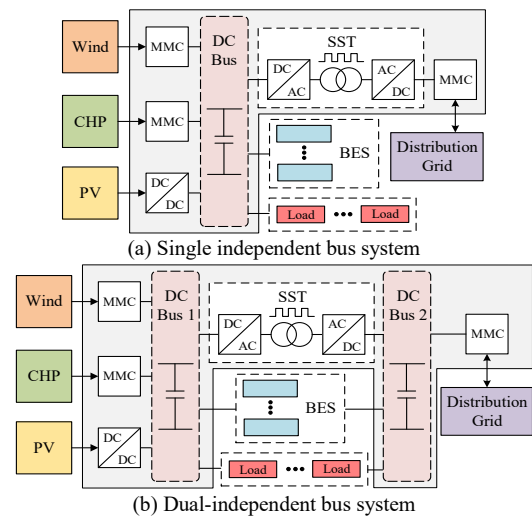 Wind
MMC
DC
Bus
SST
DC
AC
AC
DC
MMC
CHP
MMC
BES
Distribution
Grid
PV
DC
DC
Load
Load
(a) Single independent bus system
Wind
MMC
DC
Bus 1
SST
DC
AC
AC
DC
DC
Bus 2
MMC
CHP
MMC
BES
Distribution
Grid
PV
DC
DC
Load
Load
(b) Dual-independent bus system